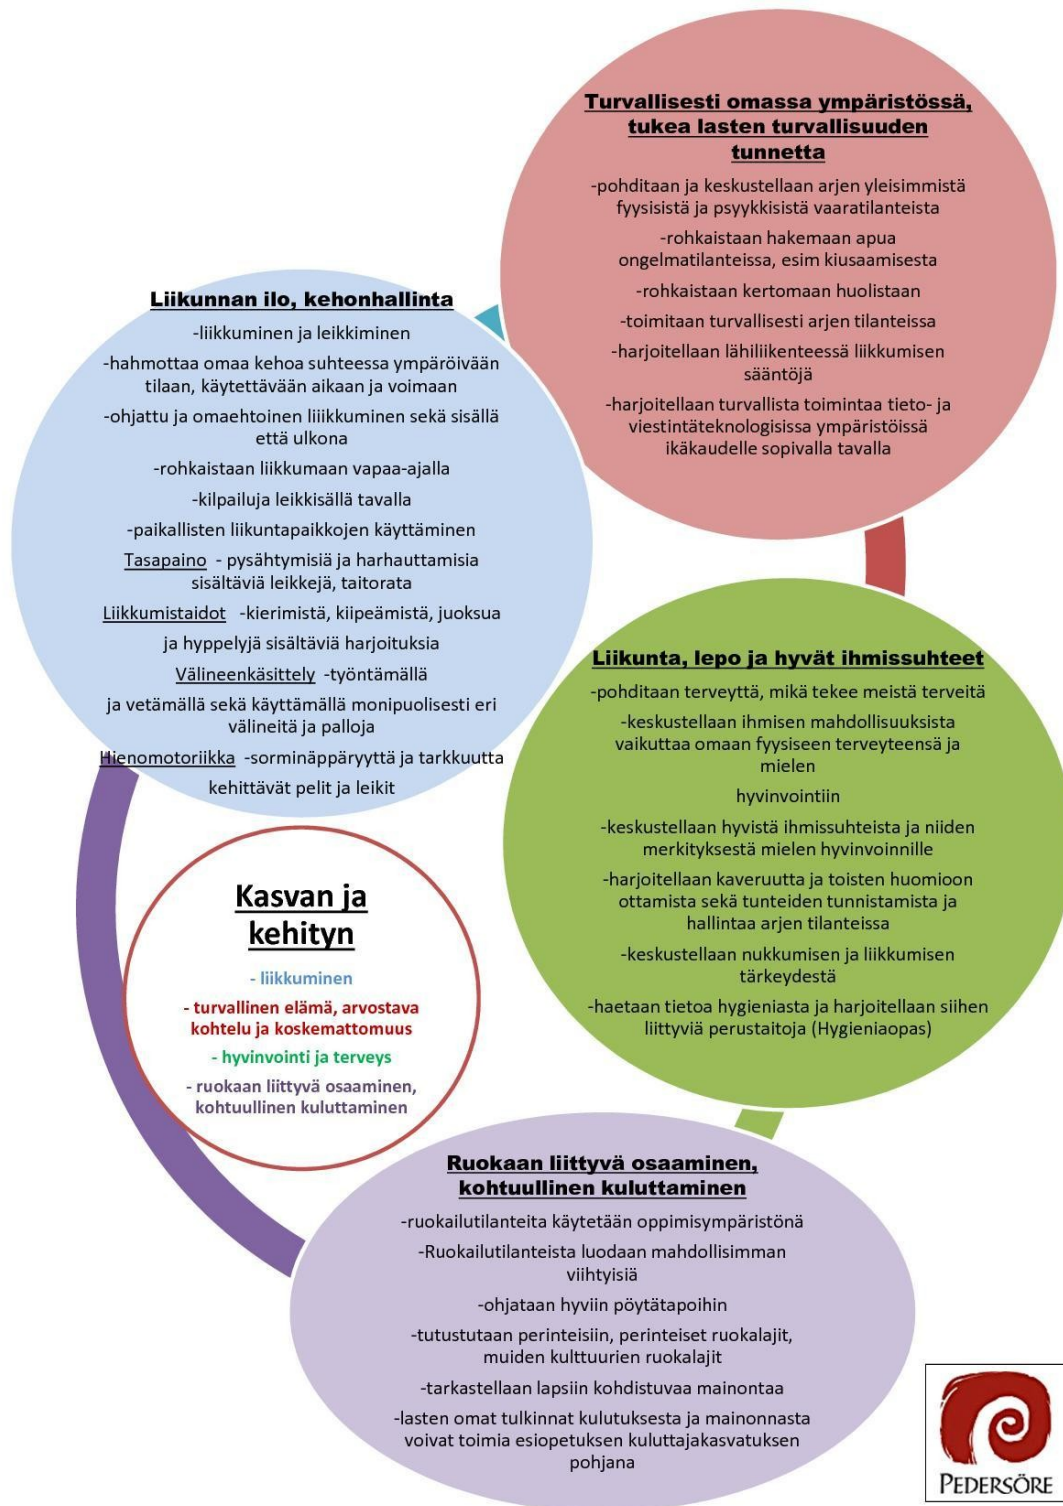 Turvallisesti omassa ympäristössä,
tukea lasten turvallisuuden
tunnetta
-pohditaan ja keskustellaan arjen yleisimmistä
fyysisistä ja psyykkisistä vaaratilanteista
-rohkaistaan hakemaan apua
ongelmatilanteissa, esim kiusaamisesta
-rohkaistaan kertomaan huolistaan
-toimitaan turvallisesti arjen tilanteissa
-harjoitellaan lähiliikenteessä liikkumisen
sääntöjä
-harjoitellaan turvallista toimintaa tieto- ja
viestintäteknologisissa ympäristöissä
ikäkaudelle sopivalla tavalla
Liikunnan ilo, kehonhallinta
-liikkuminen ja leikkiminen
-hahmottaa omaa kehoa suhteessa ympäröivään
tilaan, käytettävään aikaan ja voimaan
-ohjattu ja omaehtoinen liiikkuminen sekä sisällä
että ulkona
-rohkaistaan liikkumaan vapaa-ajalla
-kilpailuja leikkisällä tavalla
-paikallisten liikuntapaikkojen käyttäminen
Tasapaino - pysähtymisiä ja harhauttamisia
sisältäviä leikkejä, taitorata
Liikkumistaidot -kierimistä, kiipeämistä, juoksua
ja hyppelyjä sisältäviä harjoituksia
Välineenkäsittely -työntämällä
ja vetämällä sekä käyttämällä monipuolisesti eri
välineitä ja palloja
Hienomotoriikka -sorminäppäryyttä ja tarkkuutta
kehittävät pelit ja leikit
Liikunta, lepo ja hyvät ihmissuhteet
-pohditaan terveyttä, mikä tekee meistä terveitä
-keskustellaan ihmisen mahdollisuuksista
vaikuttaa omaan fyysiseen terveyteensä ja
mielen
hyvinvointiin
-keskustellaan hyvistä ihmissuhteista ja niiden
merkityksestä mielen hyvinvoinnille
-harjoitellaan kaveruutta ja toisten huomioon
ottamista sekä tunteiden tunnistamista ja
hallintaa arjen tilanteissa
-keskustellaan nukkumisen ja liikkumisen
tärkeydestä
-haetaan tietoa hygieniasta ja harjoitellaan siihen
liittyviä perustaitoja (Hygieniaopas)
Kasvan ja
kehityn
- liikkuminen
- turvallinen elämä, arvostava
kohtelu ja koskemattomuus
- hyvinvointi ja terveys
- ruokaan liittyvä osaaminen,
kohtuullinen kuluttaminen
Ruokaan liittyvä osaaminen,
kohtuullinen kuluttaminen
-ruokailutilanteita käytetään oppimisympäristönä
-Ruokailutilanteista luodaan mahdollisimman
viihtyisiä
-ohjataan hyviin pöytätapoihin
-tutustutaan perinteisiin, perinteiset ruokalajit,
muiden kulttuurien ruokalajit
-tarkastellaan lapsiin kohdistuvaa mainontaa
-lasten omat tulkinnat kulutuksesta ja mainonnasta
voivat toimia esiopetuksen kuluttajakasvatuksen
pohjana
PEDERSÖRE